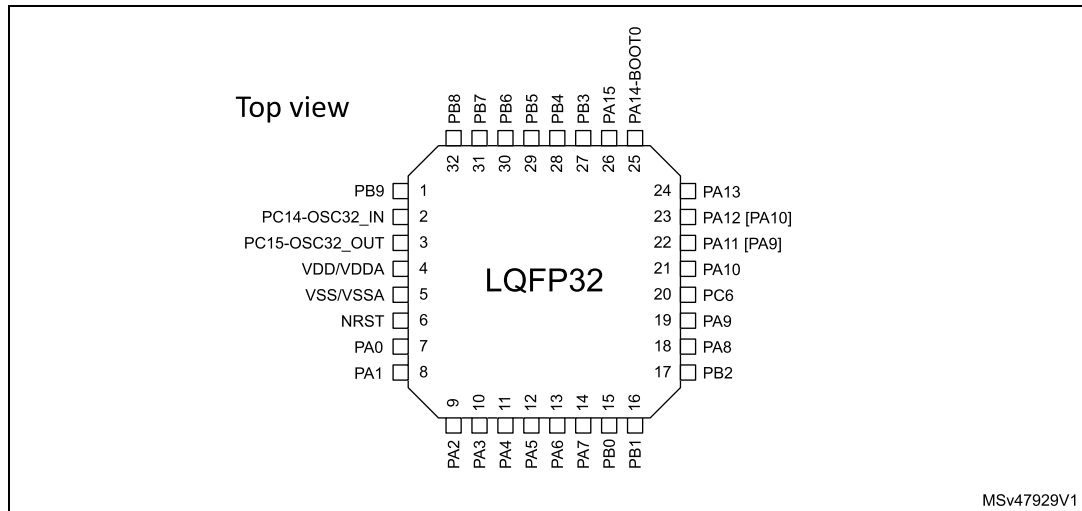 Top view
PB8
PB7
PB6
PB5
PB4
PB3
PA15
PA14-BOOT0
32
31
30
29
28
27
26
25
PB9 1
PC14-OSC32_IN 2
PC15-OSC32_OUT 3
VDD/VDDA 4
VSS/VSSA 5
NRST 6
PA0 7
PA1 8
LQFP32
24 PA13
23 PA12 [PA10]
22 PA11 [PA9]
21 PA10
20 PC6
19 PA9
18 PA8
17 PB2
9
10
11
12
13
14
15
16
PA2
PA3
PA4
PA5
PA6
PA7
PB0
PB1
MSv47929V1